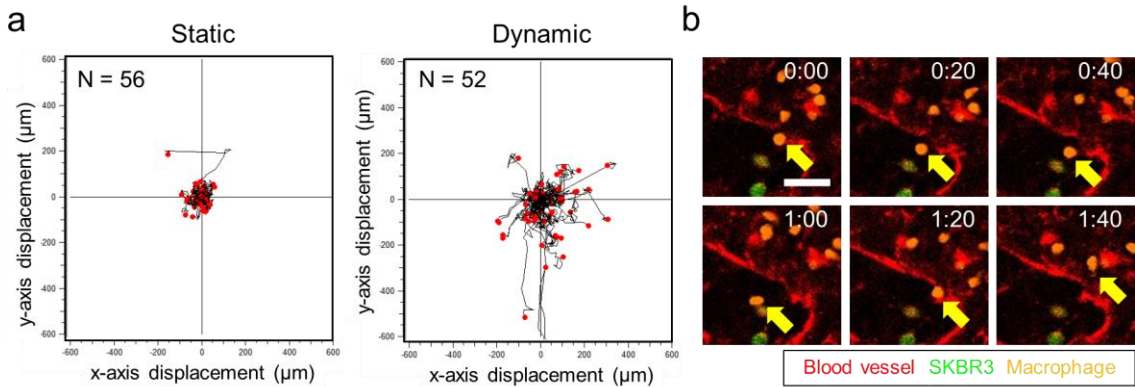 a
Static
N = 56
600
400
200
0
-200
-400
-600
-600 -400 -200 0 200 400 600
y-axis displacement (µm)
x-axis displacement (µm)
Dynamic
N = 52
600
400
200
0
-200
-400
-600
-600 -400 -200 0 200 400 600
y-axis displacement (µm)
x-axis displacement (µm)
b
0:00 0:20 0:40
1:00 1:20 1:40
Blood vessel SKBR3 Macrophage